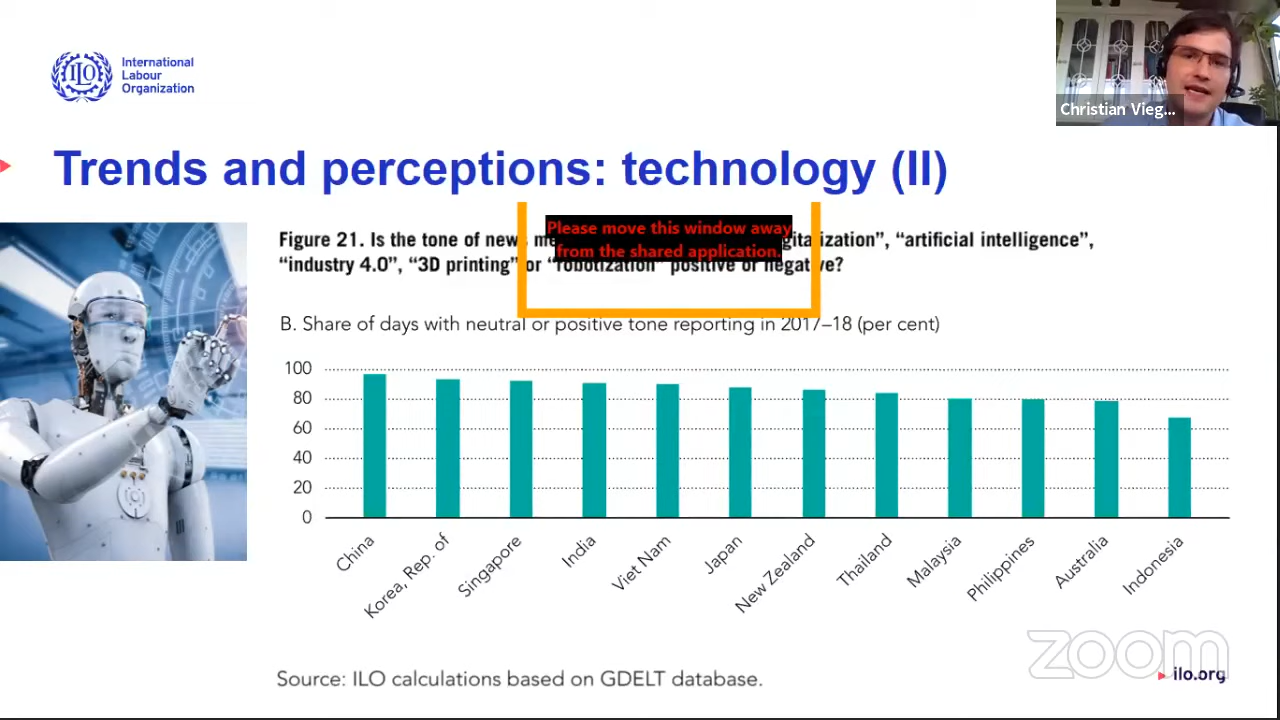 International
Labour
Organization
Christian Vieg...
Trends and perceptions: technology (II)
Please move this window away
from the shared application.
Figure 21. Is the tone of news gitalization”, “artificial intelligence”,
“industry 4.0”, “3D printing” or “robotization” positive or negative?
B. Share of days with neutral or positive tone reporting in 2017–18 (per cent)
100
80
60
40
20
0
China
Korea, Rep. of
Singapore
India
Viet Nam
Japan
New Zealand
Thailand
Malaysia
Philippines
Australia
Indonesia
Source: ILO calculations based on GDELT database.
zoom
ilo.org